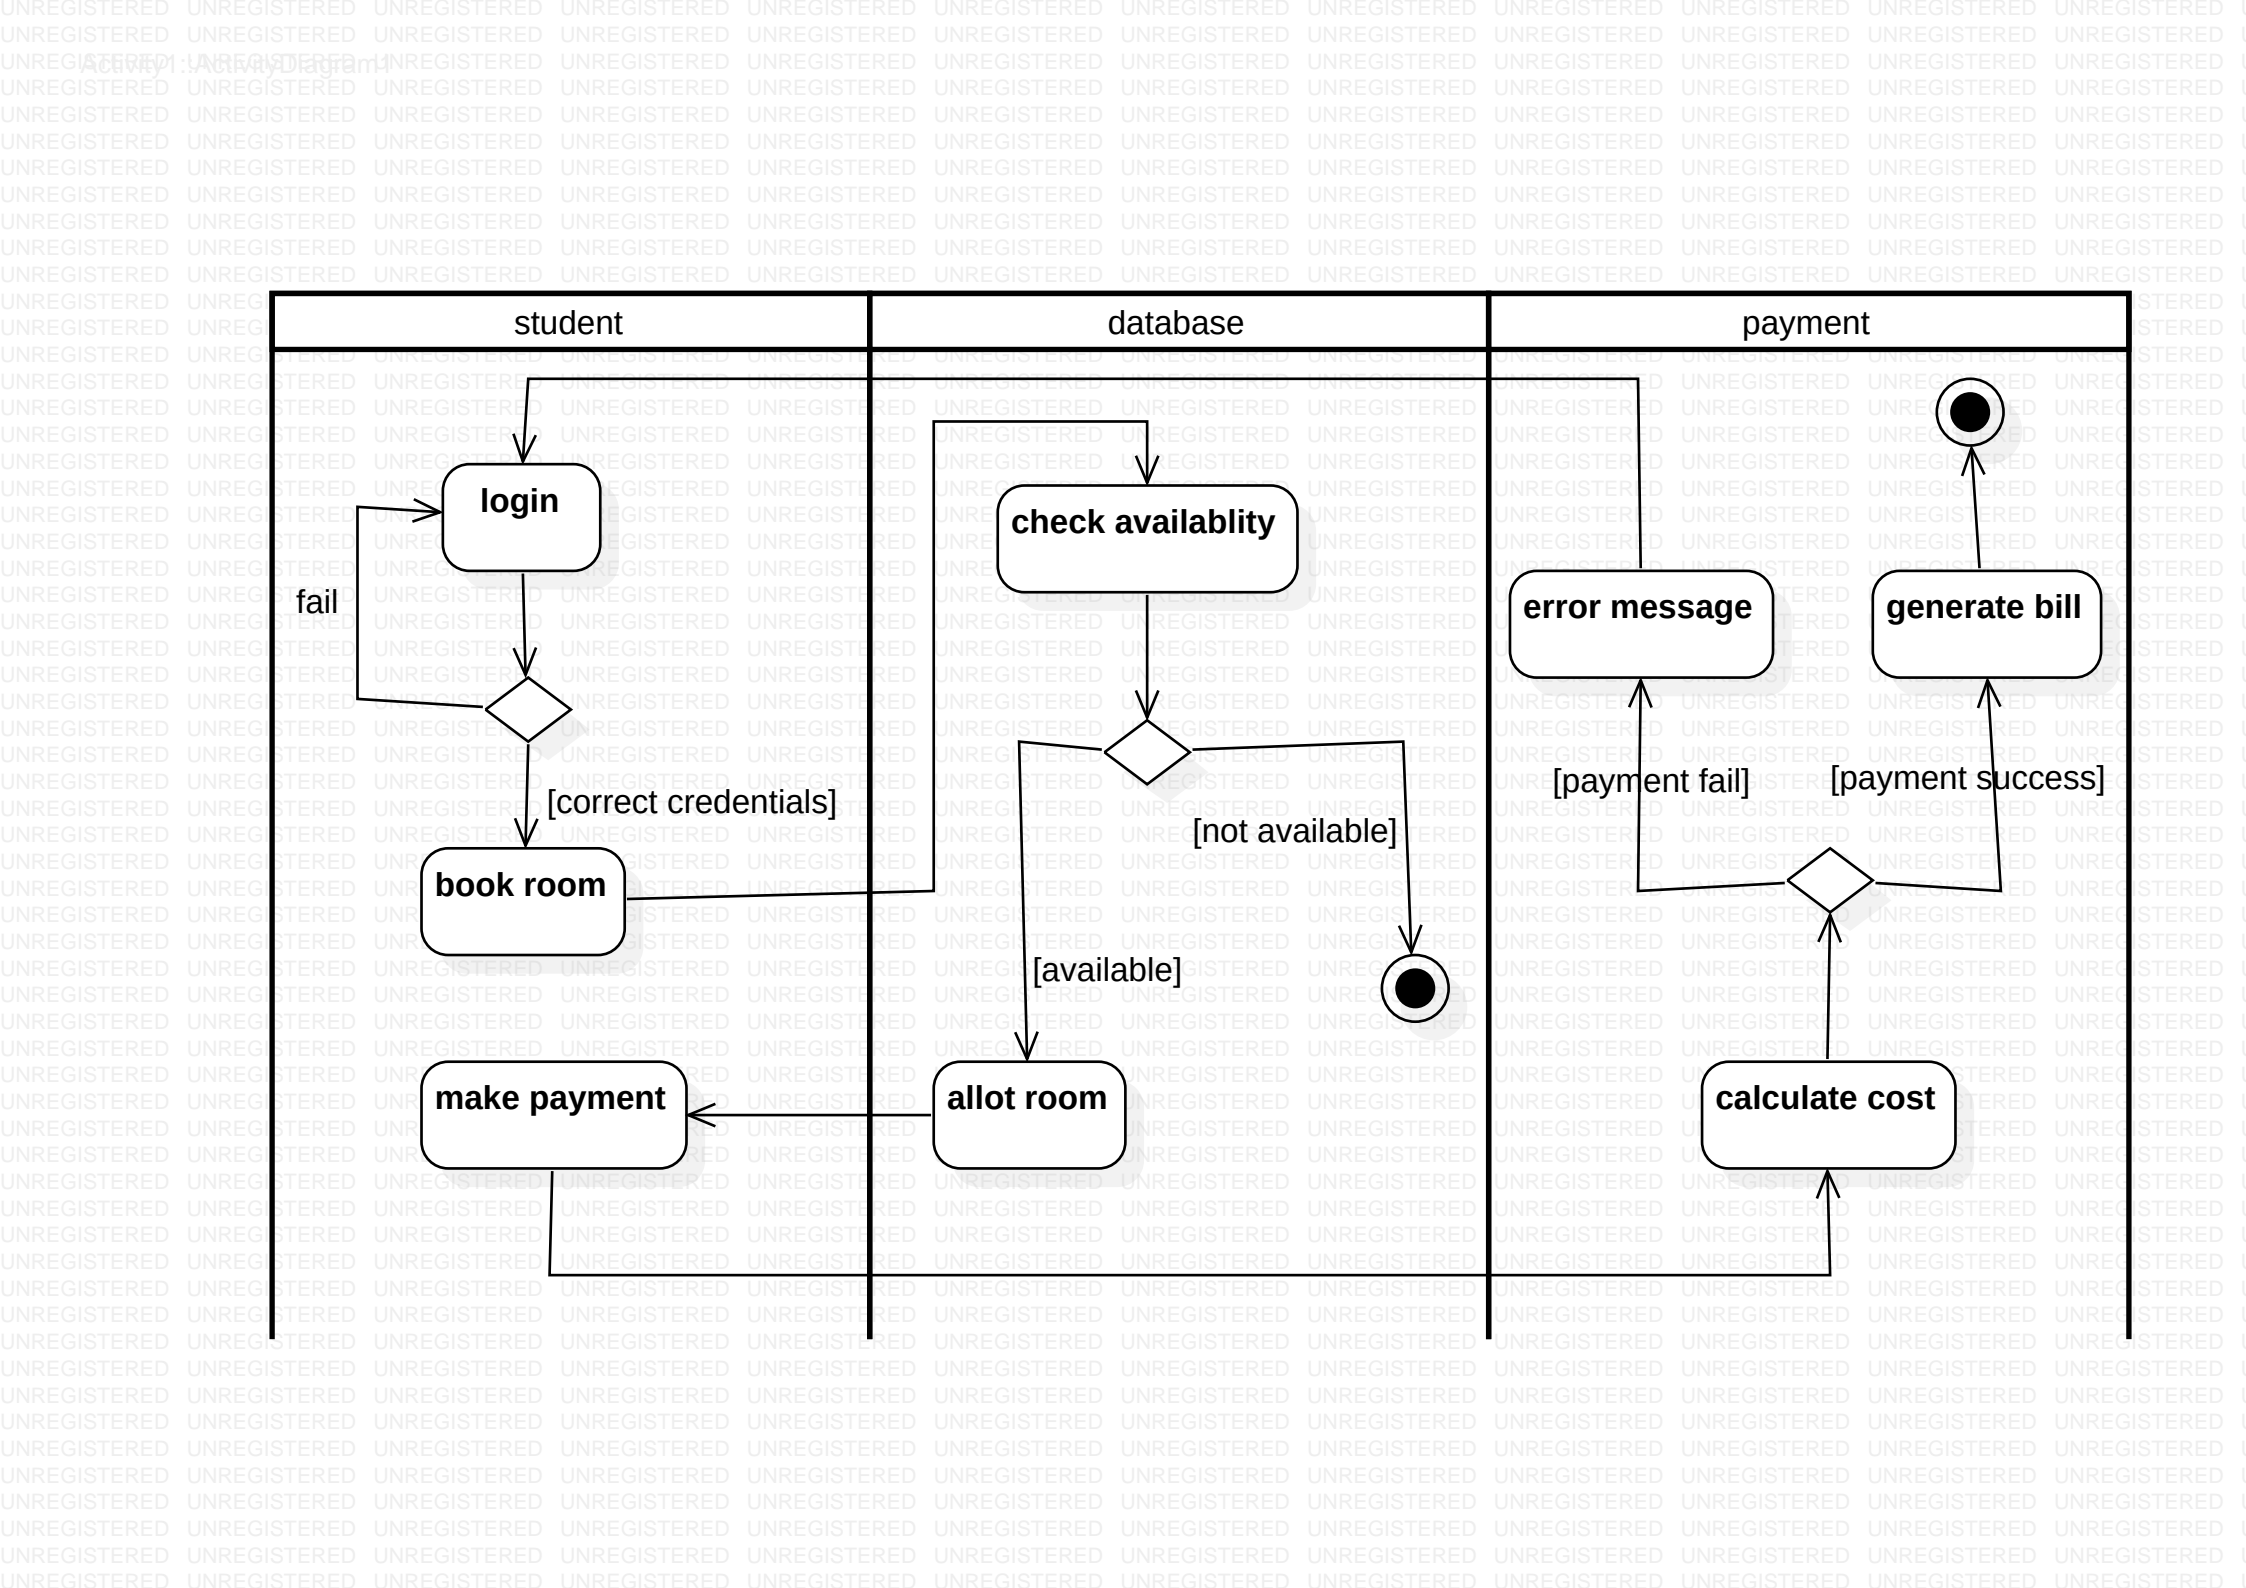 Activity1::ActivityDiagram1
student
database
payment
login
check availablity
fail
error message
generate bill
[correct credentials]
[payment fail]
[payment success]
[not available]
book room
[available]
make payment
allot room
calculate cost
UNREGISTERED